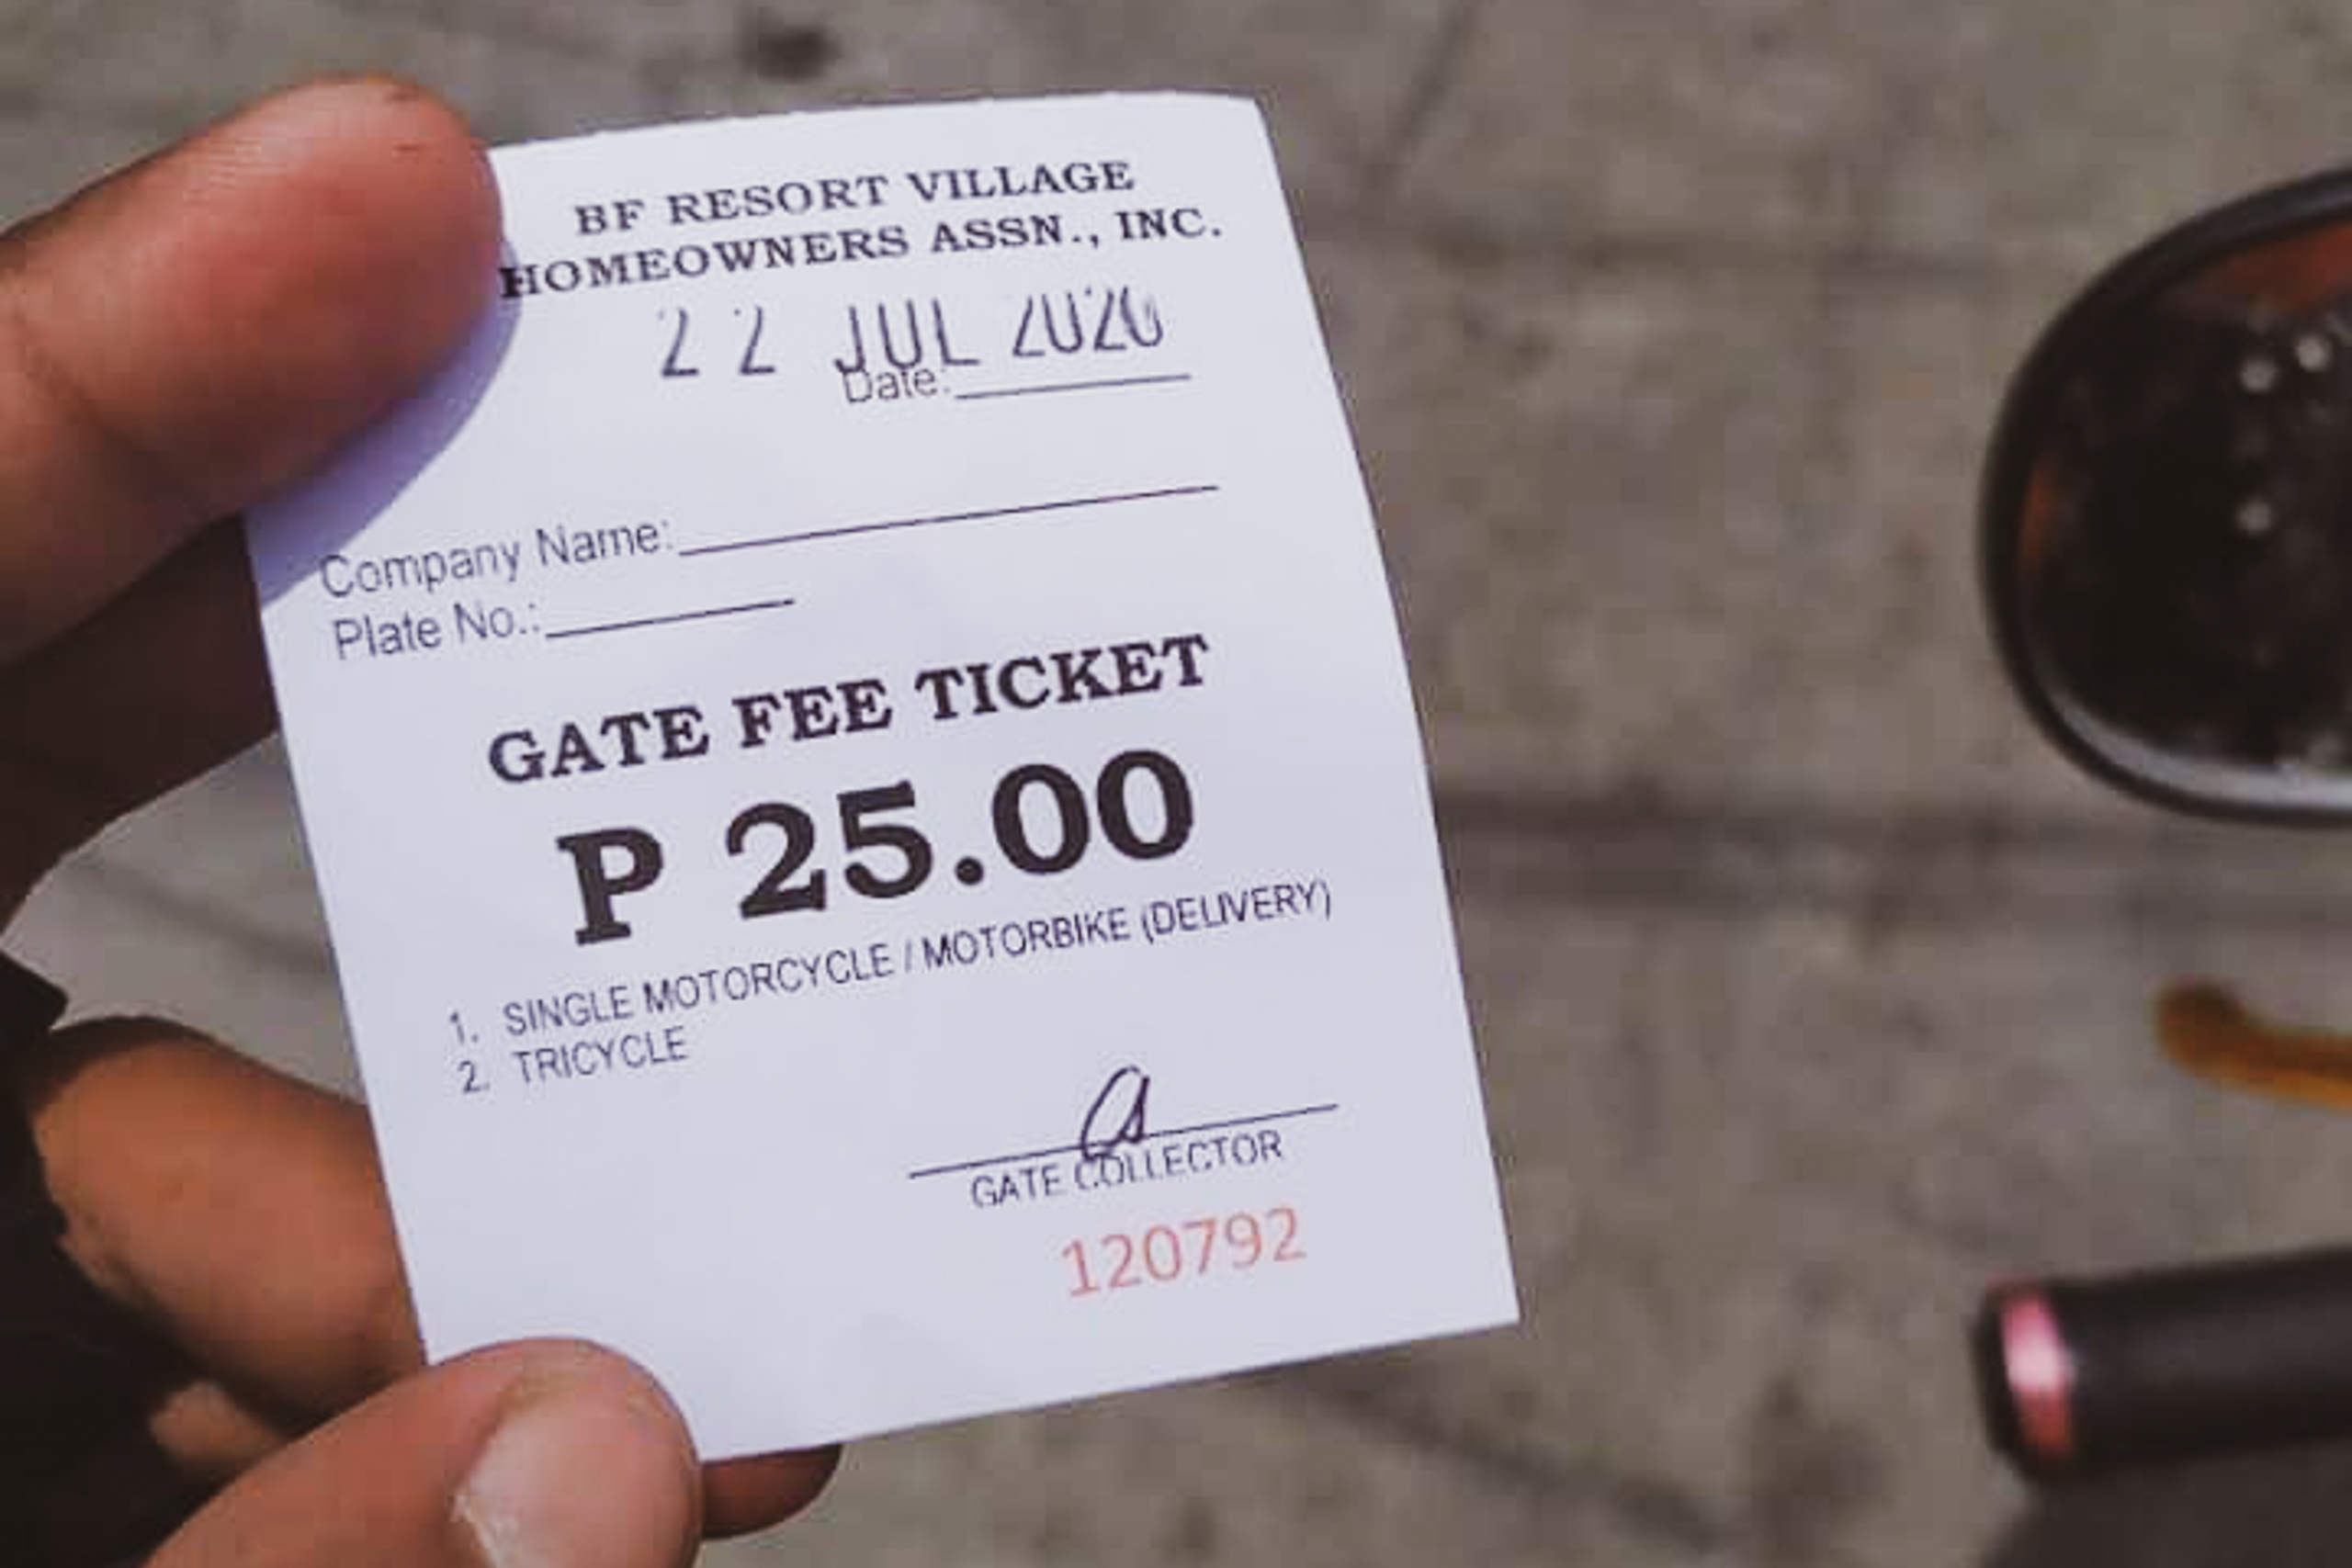 BF RESORT VILLAGE
HOMEOWNERS ASSN., INC.
22 JUL 2020
Date:
Company Name:
Plate No.:
GATE FEE TICKET
P 25.00
1. SINGLE MOTORCYCLE / MOTORBIKE (DELIVERY)
2. TRICYCLE
GATE COLLECTOR
120792